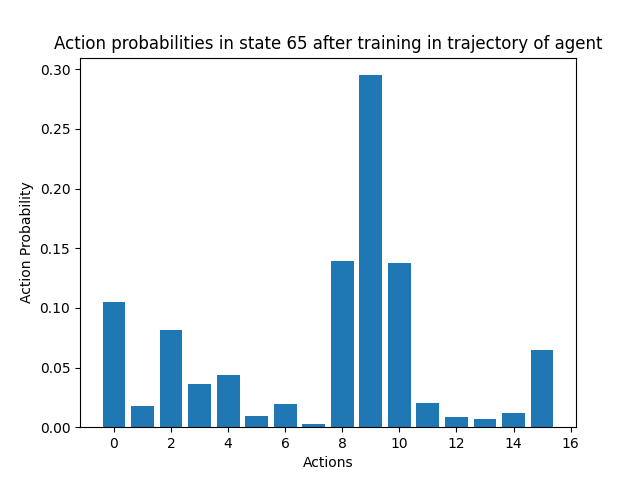 Action probabilities in state 65 after training in trajectory of agent
0.30
0.25
0.20
0.15
0.10
0.05
0.00
Action Probability
0 2 4 6 8 10 12 14 16
Actions